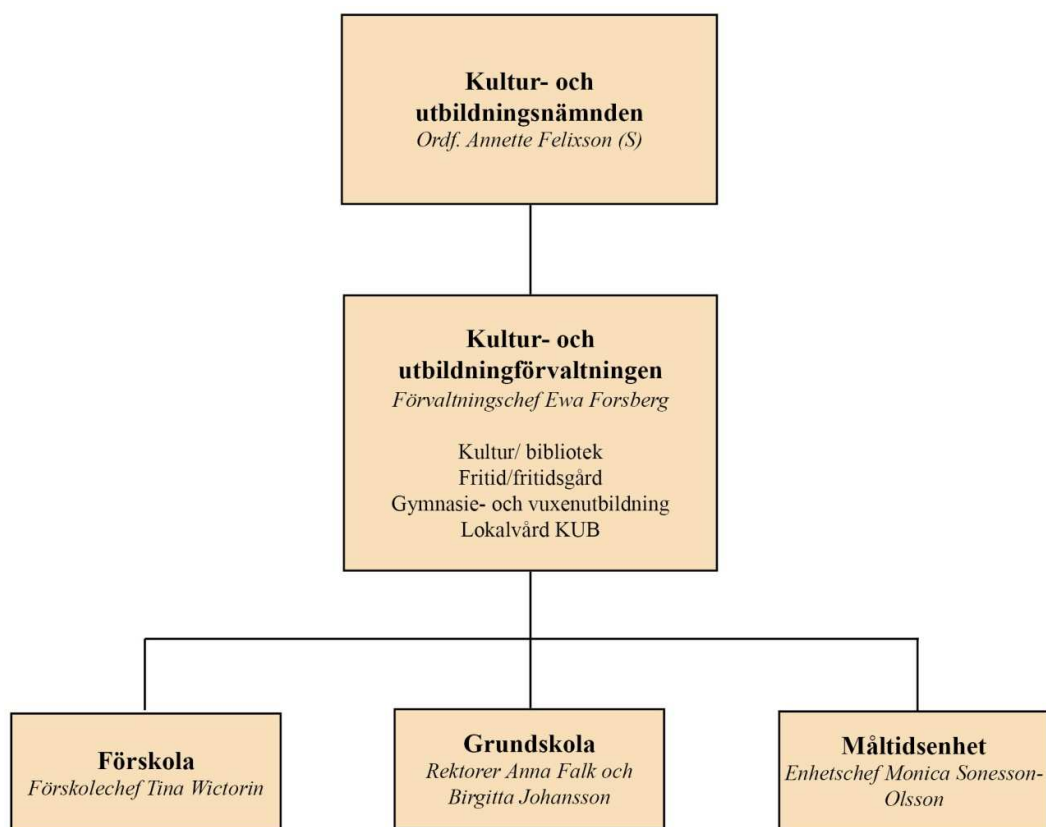 Kultur- och
utbildningsnämnden
Ordf. Annette Felixson (S)
Kultur- och
utbildningförvaltningen
Förvaltningschef Ewa Forsberg
Kultur/ bibliotek
Fritid/fritidsgård
Gymnasie- och vuxenutbildning
Lokalvård KUB
Förskola
Förskolechef Tina Wictorin
Grundskola
Rektorer Anna Falk och
Birgitta Johansson
Måltidsenhet
Enhetschef Monica Sonesson-
Olsson